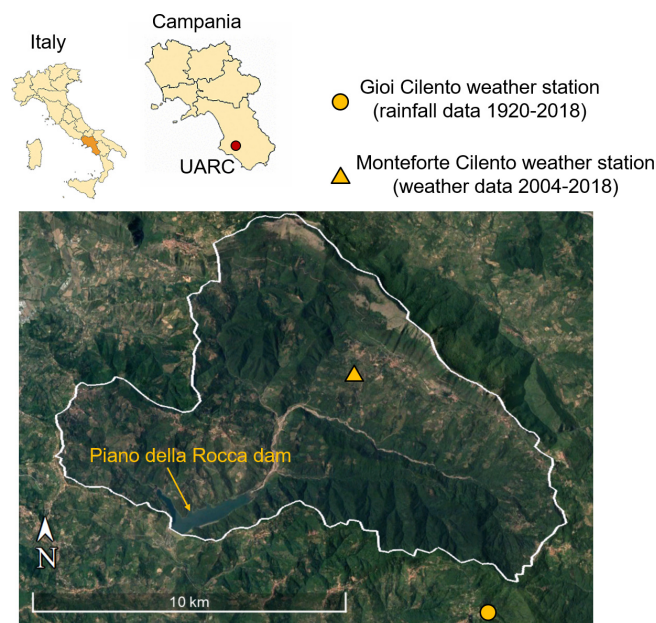 Italy
Campania
UARC
Gioi Cilento weather station
(rainfall data 1920-2018)
Monteforte Cilento weather station
(weather data 2004-2018)
Piano della Rocca dam
N
10 km